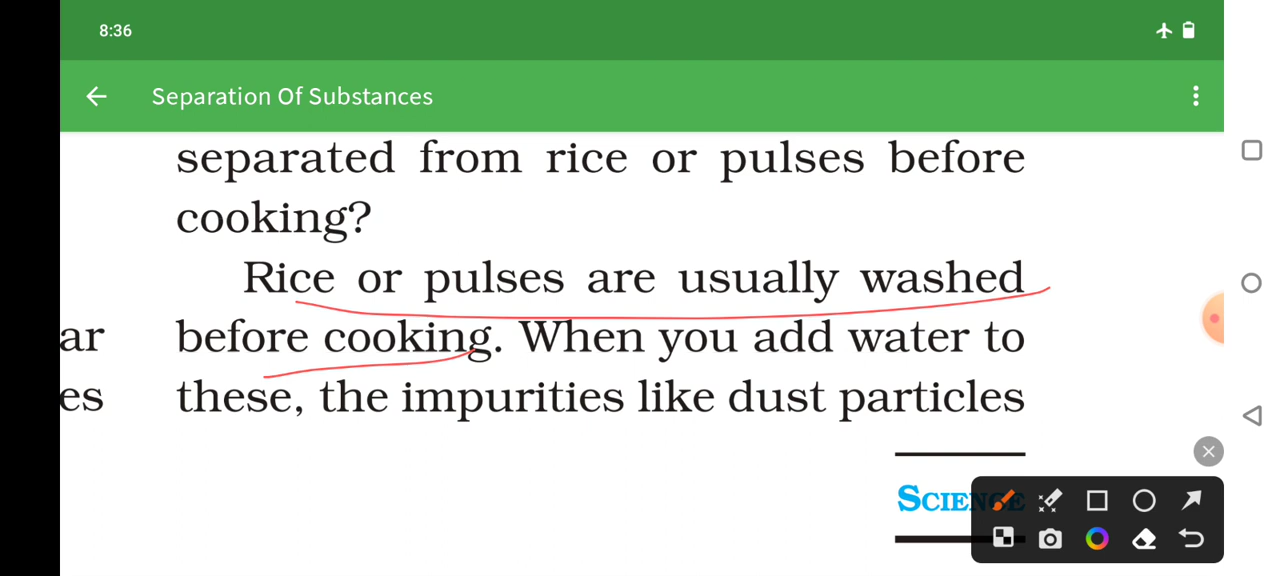 8:36
Separation Of Substances
separated from rice or pulses before
cooking?
Rice or pulses are usually washed
ar before cooking. When you add water to
es these, the impurities like dust particles
SCIENCE